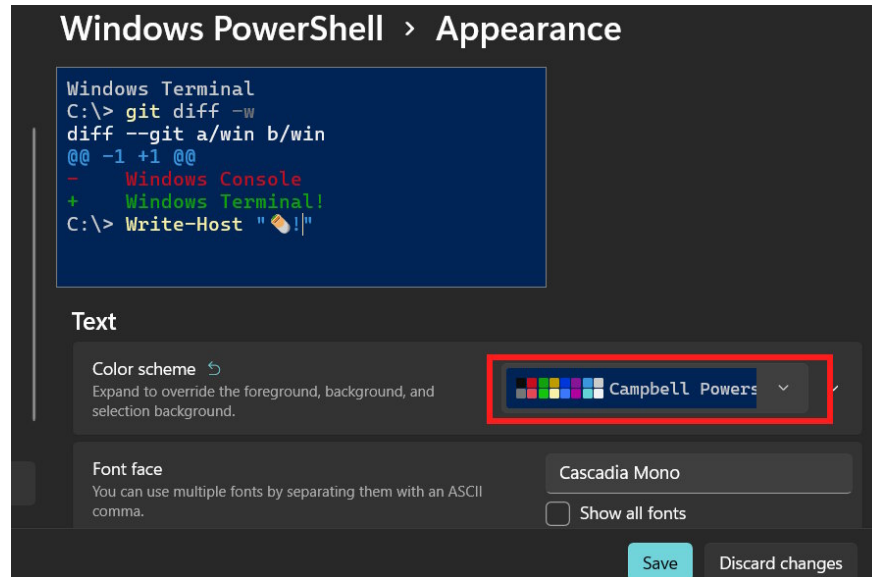 Windows PowerShell > Appearance
Windows Terminal
C:\> git diff -w
diff --git a/win b/win
@@ -1 +1 @@
-    Windows Console
+    Windows Terminal!
C:\> Write-Host "🪶!"
Text
Color scheme
Expand to override the foreground, background, and
selection background.
Campbell Powers
Font face
You can use multiple fonts by separating them with an ASCII
comma.
Cascadia Mono
Show all fonts
Save
Discard changes